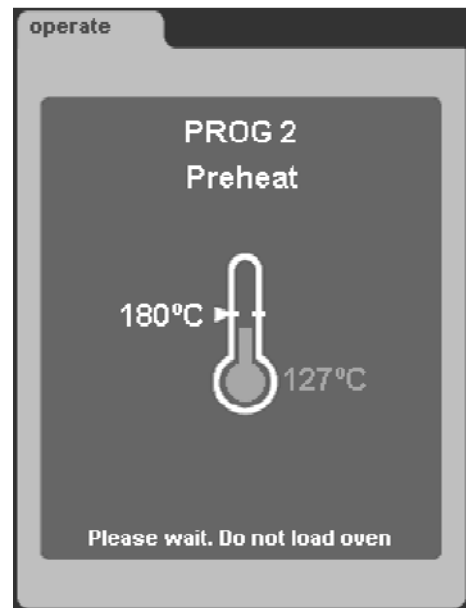 operate
PROG 2
Preheat
180ºC
127ºC
Please wait. Do not load oven